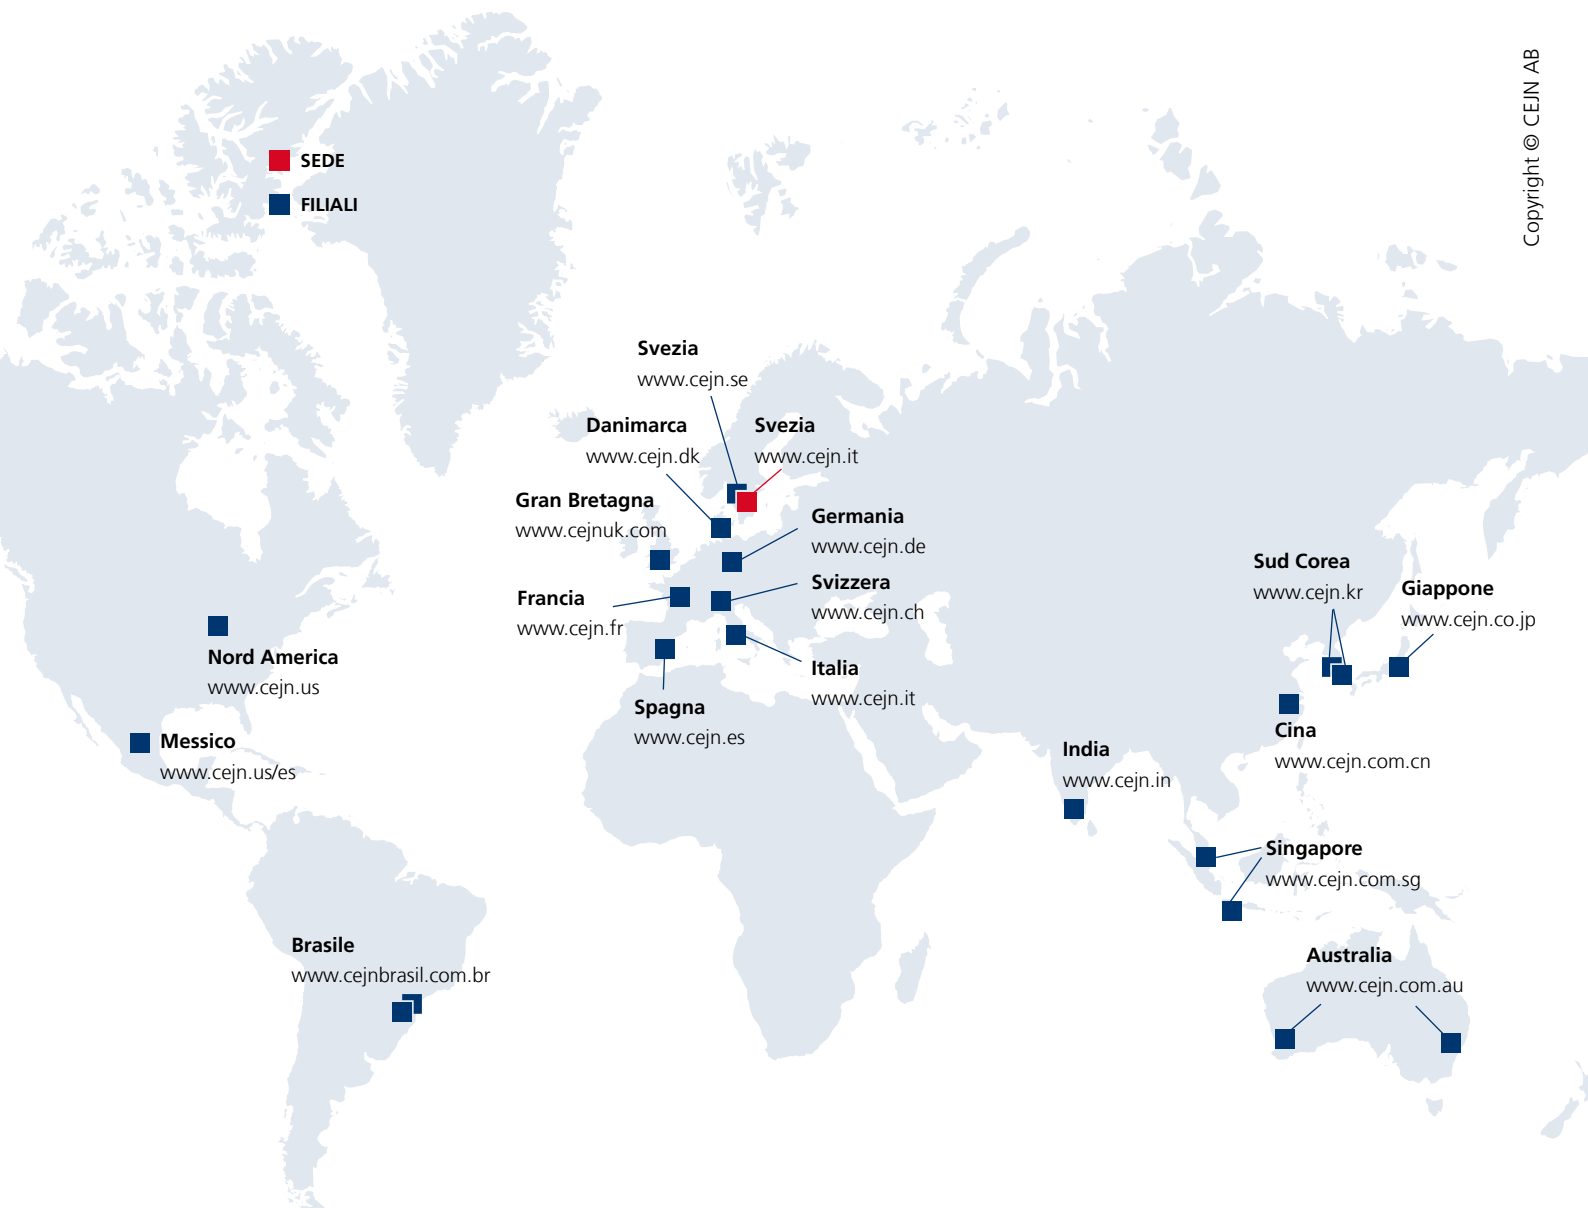 Copyright © CEJN AB
SEDE
FILIALI
Svezia
www.cejn.se
Danimarca
www.cejn.dk
Svezia
www.cejn.it
Gran Bretagna
www.cejnuk.com
Germania
www.cejn.de
Svizzera
www.cejn.ch
Francia
www.cejn.fr
Italia
www.cejn.it
Spagna
www.cejn.es
Nord America
www.cejn.us
Messico
www.cejn.us/es
Brasile
www.cejnbrasil.com.br
Sud Corea
www.cejn.kr
Giappone
www.cejn.co.jp
Cina
www.cejn.com.cn
India
www.cejn.in
Singapore
www.cejn.com.sg
Australia
www.cejn.com.au